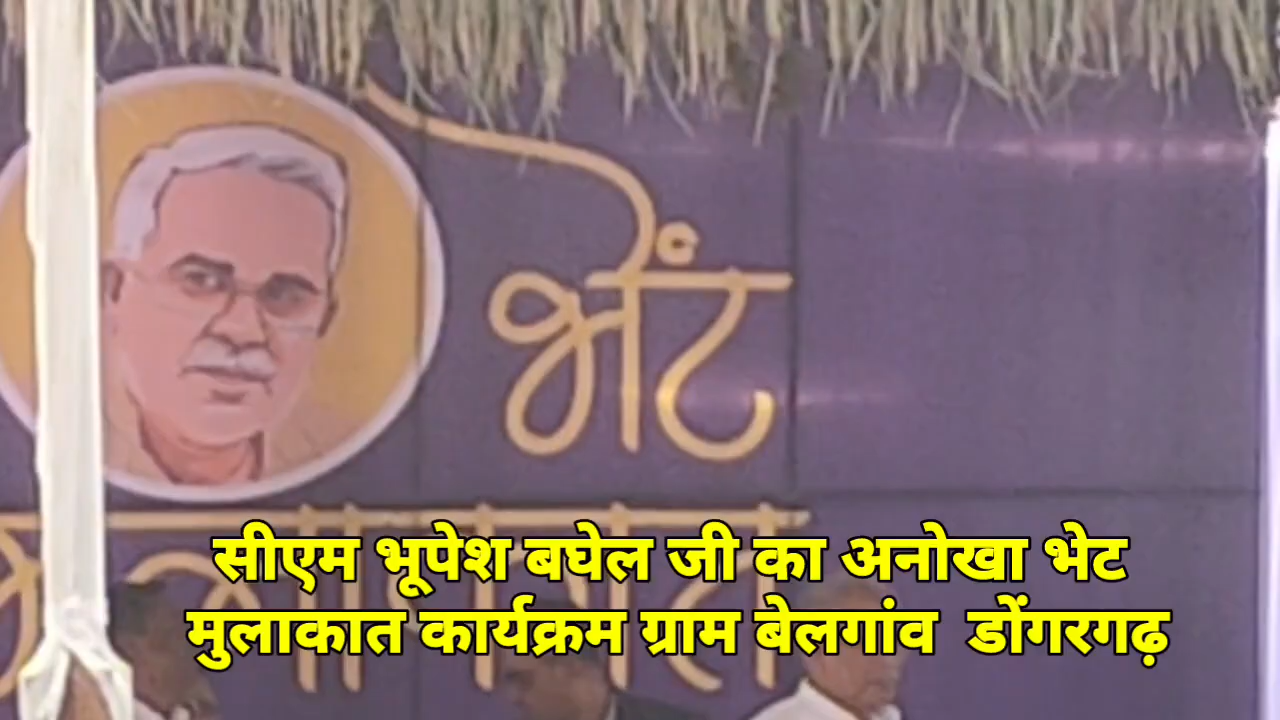 भेंट
मुलाकात
सीएम भूपेश बघेल जी का अनोखा भेट
मुलाकात कार्यक्रम ग्राम बेलगांव डोंगरगढ़